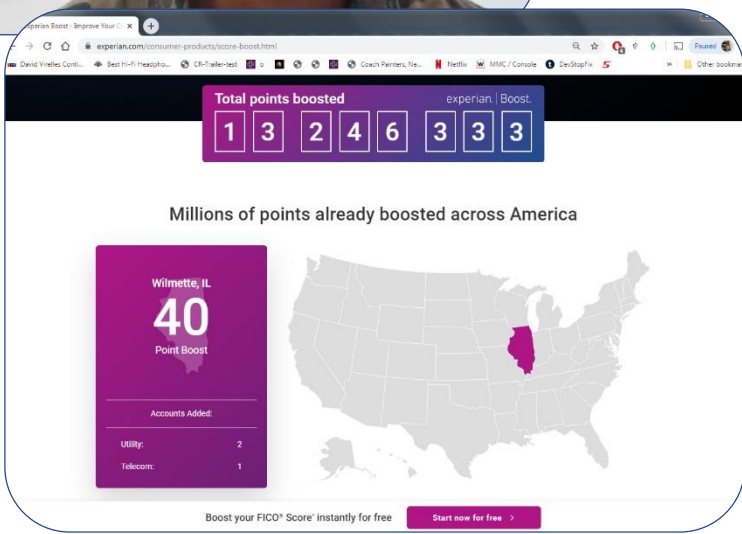 xperian Boost - Improve Your C
experian.com/consumer-products/score-boost.html
Paused
David Virelles Conti...
Best Hi-Fi Headpho...
CR-Trailer-test
o
Coach Painters, Ne...
Netflix
MMC / Console
DevStopFix
»
Other bookma
Total points boosted
experian. | Boost.
13 246 333
Millions of points already boosted across America
Wilmette, IL
40
Point Boost
Accounts Added:
Utility: 2
Telecom: 1
Boost your FICO® Score¹ instantly for free
Start now for free >